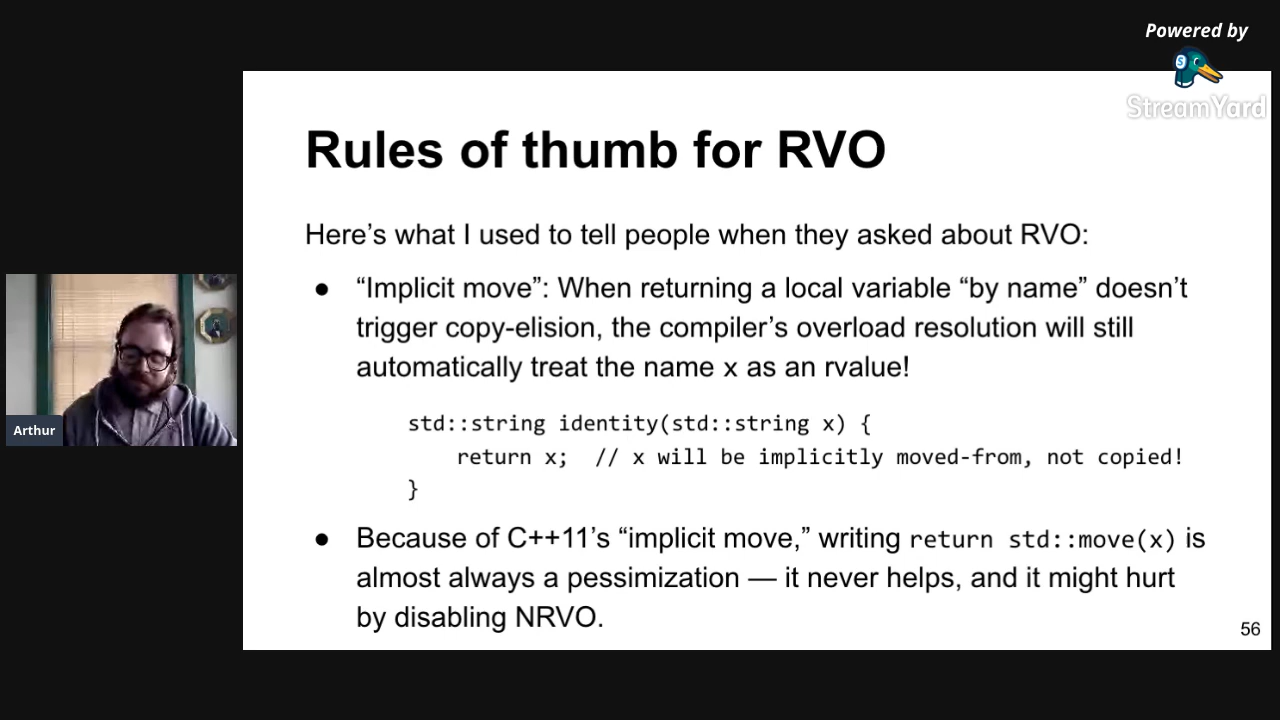 Powered by
StreamYard
Rules of thumb for RVO
Here’s what I used to tell people when they asked about RVO:
● “Implicit move”: When returning a local variable “by name” doesn’t
trigger copy-elision, the compiler’s overload resolution will still
automatically treat the name x as an rvalue!
std::string identity(std::string x) {
return x;  // x will be implicitly moved-from, not copied!
}
● Because of C++11’s “implicit move,” writing return std::move(x) is
almost always a pessimization — it never helps, and it might hurt
by disabling NRVO.
56
Arthur